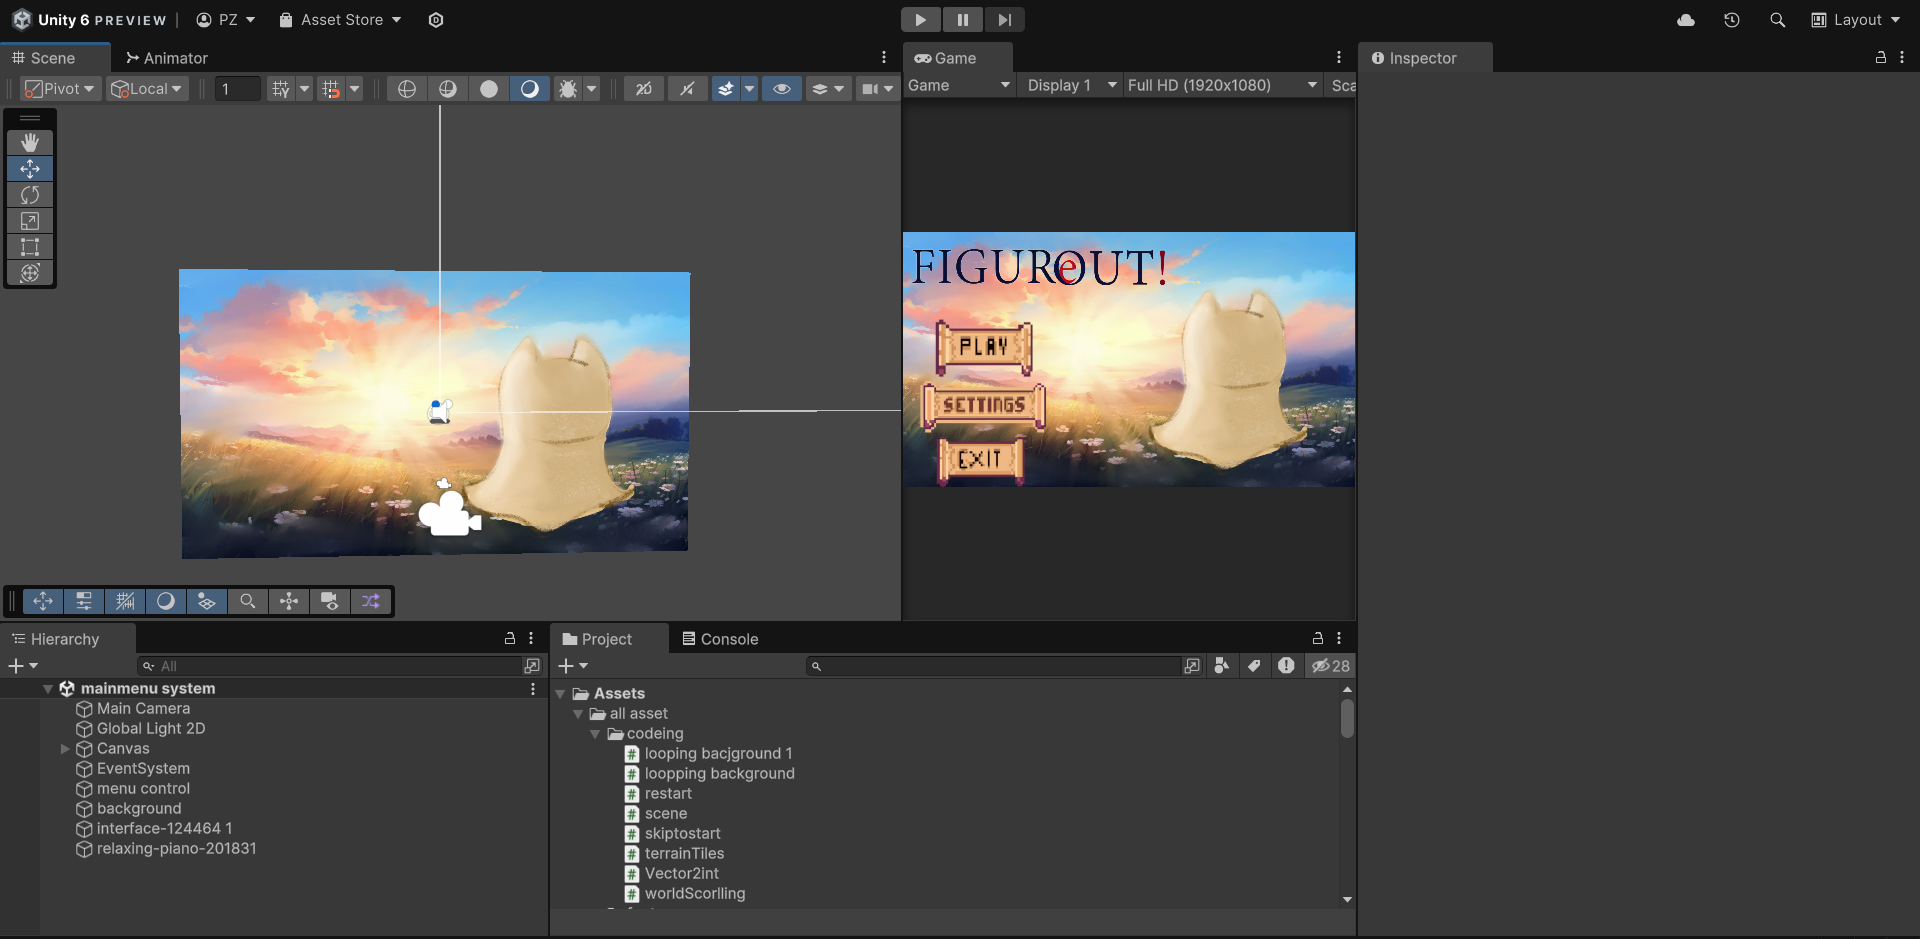 Unity 6 PREVIEW PZ Asset Store Layout
Scene Animator Game Inspector
Pivot Local 1 2D
Game Display 1 Full HD (1920x1080) Sca
FIGUReOUT!
PLAY
SETTINGS
EXIT
Hierarchy Project Console
All 28
mainmenu system
Main Camera
Global Light 2D
Canvas
EventSystem
menu control
background
interface-124464 1
relaxing-piano-201831
Assets
all asset
codeing
looping bacjground 1
loopping background
restart
scene
skiptostart
terrainTiles
Vector2int
worldScorlling